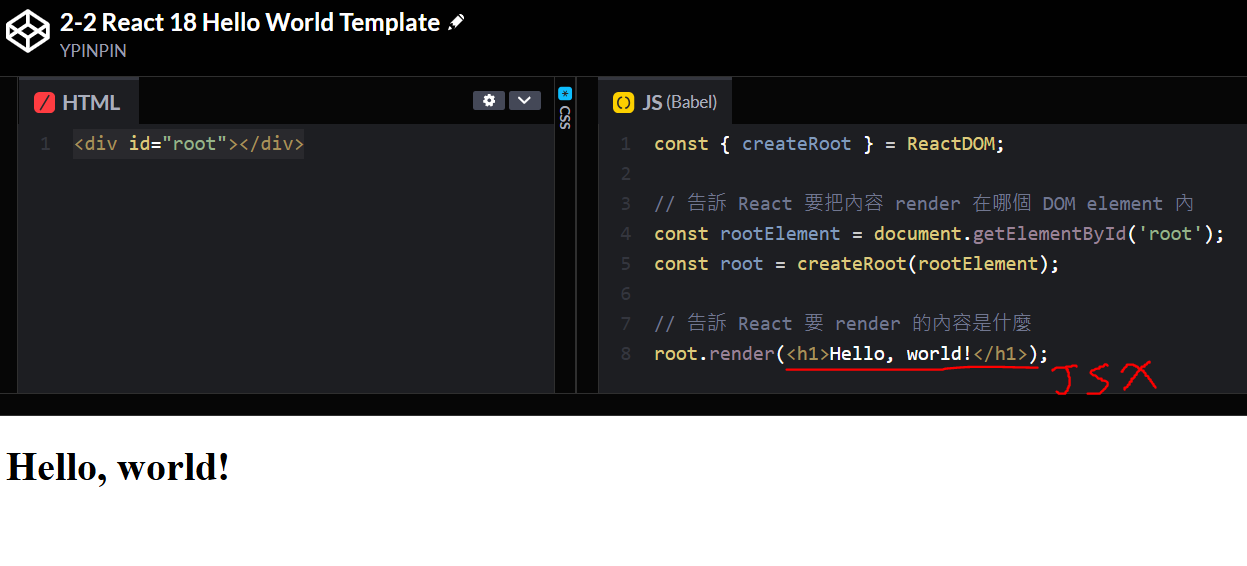 2-2 React 18 Hello World Template
YPINPIN
HTML
1 <div id="root"></div>
CSS
JS (Babel)
1 const { createRoot } = ReactDOM;
2
3 // 告訴 React 要把內容 render 在哪個 DOM element 內
4 const rootElement = document.getElementById('root');
5 const root = createRoot(rootElement);
6
7 // 告訴 React 要 render 的內容是什麼
8 root.render(<h1>Hello, world!</h1>);
JSX
Hello, world!